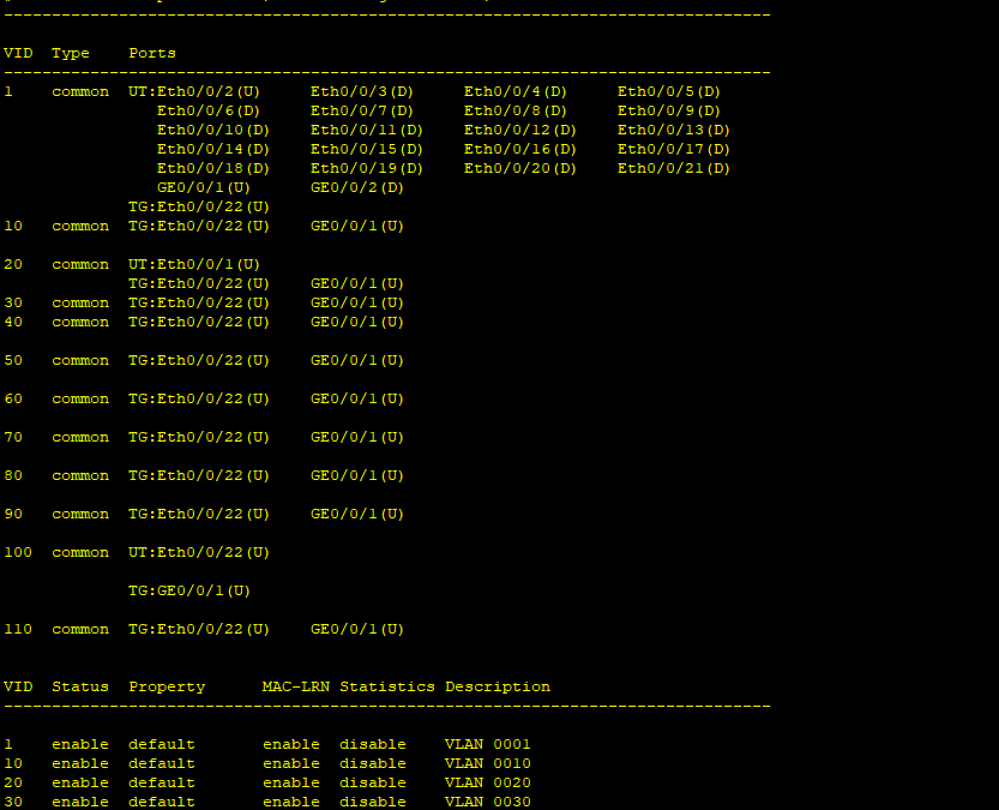 --------------------------------------------------------------------------------
VID  Type    Ports
--------------------------------------------------------------------------------
1    common  UT:Eth0/0/2(U)     Eth0/0/3(D)     Eth0/0/4(D)     Eth0/0/5(D)
                Eth0/0/6(D)     Eth0/0/7(D)     Eth0/0/8(D)     Eth0/0/9(D)
                Eth0/0/10(D)    Eth0/0/11(D)    Eth0/0/12(D)    Eth0/0/13(D)
                Eth0/0/14(D)    Eth0/0/15(D)    Eth0/0/16(D)    Eth0/0/17(D)
                Eth0/0/18(D)    Eth0/0/19(D)    Eth0/0/20(D)    Eth0/0/21(D)
                GE0/0/1(U)      GE0/0/2(D)
             TG:Eth0/0/22(U)
10   common  TG:Eth0/0/22(U)    GE0/0/1(U)
20   common  UT:Eth0/0/1(U)
             TG:Eth0/0/22(U)    GE0/0/1(U)
30   common  TG:Eth0/0/22(U)    GE0/0/1(U)
40   common  TG:Eth0/0/22(U)    GE0/0/1(U)
50   common  TG:Eth0/0/22(U)    GE0/0/1(U)
60   common  TG:Eth0/0/22(U)    GE0/0/1(U)
70   common  TG:Eth0/0/22(U)    GE0/0/1(U)
80   common  TG:Eth0/0/22(U)    GE0/0/1(U)
90   common  TG:Eth0/0/22(U)    GE0/0/1(U)
100  common  UT:Eth0/0/22(U)
             TG:GE0/0/1(U)
110  common  TG:Eth0/0/22(U)    GE0/0/1(U)
VID  Status  Property      MAC-LRN Statistics Description
--------------------------------------------------------------------------------
1    enable  default       enable  disable    VLAN 0001
10   enable  default       enable  disable    VLAN 0010
20   enable  default       enable  disable    VLAN 0020
30   enable  default       enable  disable    VLAN 0030